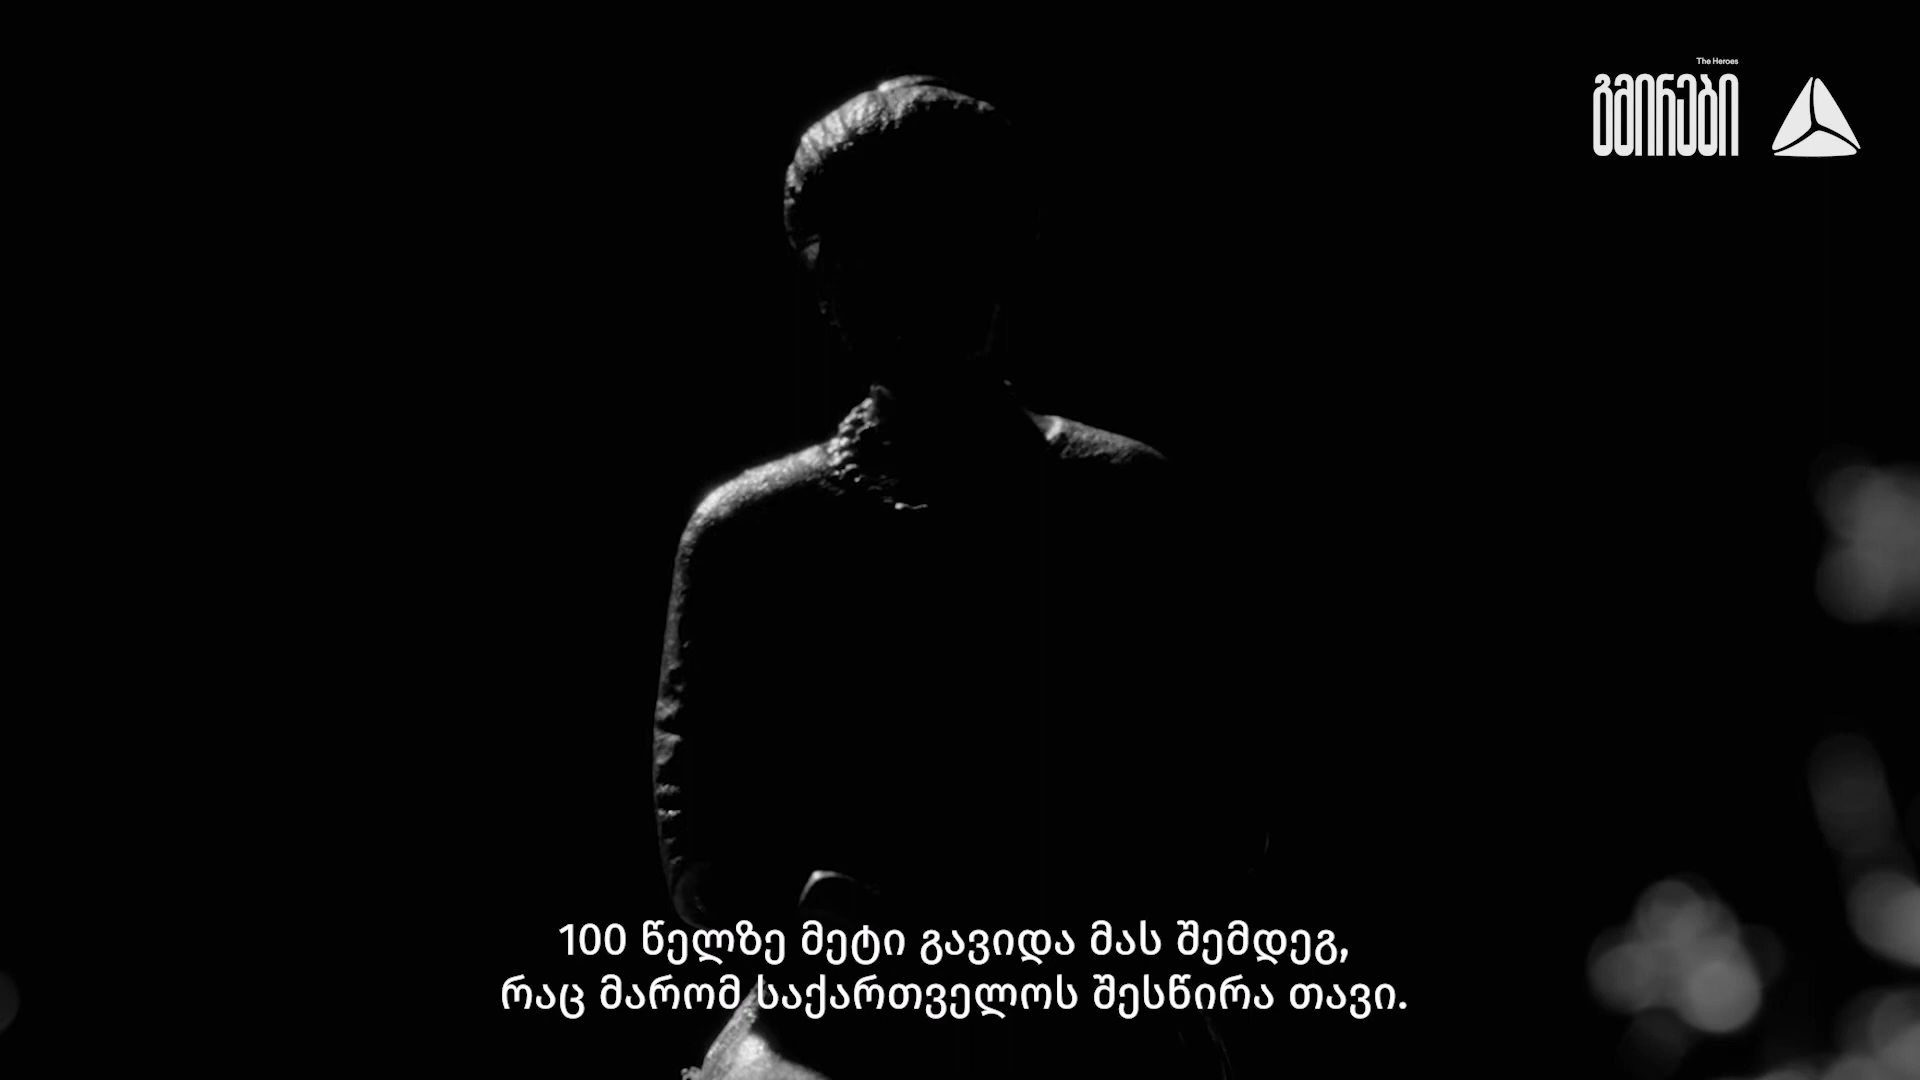 The Heroes
გმირები
100 წელზე მეტი გავიდა მას შემდეგ,
რაც მარომ საქართველოს შესწირა თავი.